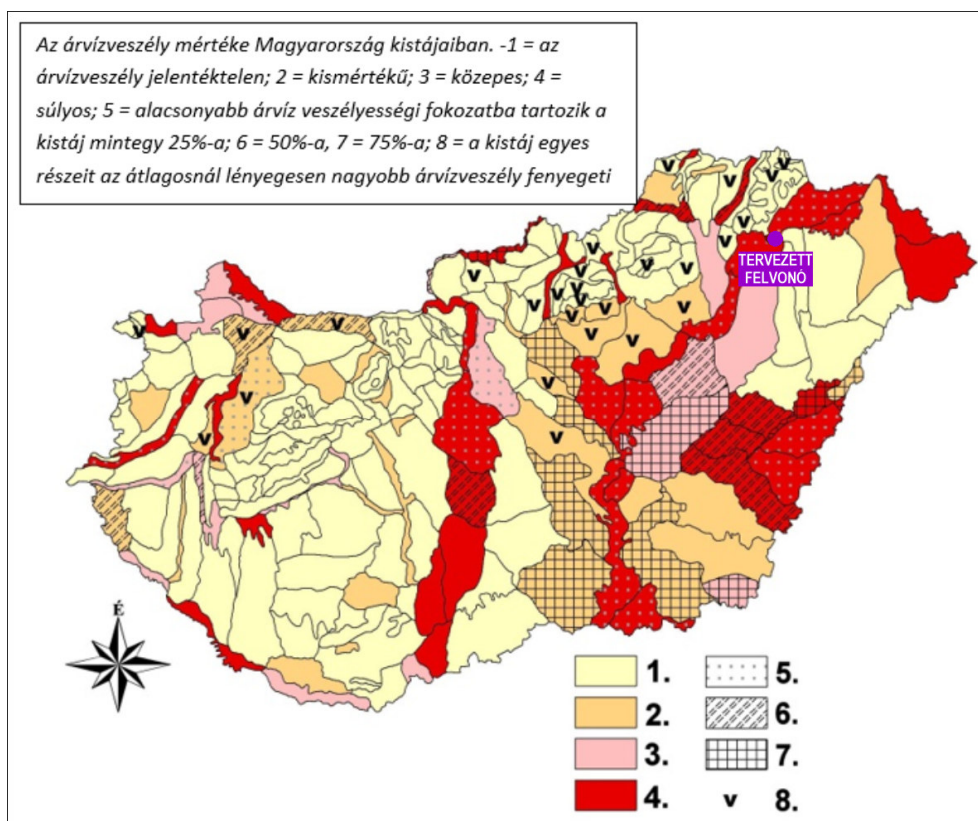 Az árvízveszély mértéke Magyarország kistájaiban. -1 = az
árvízveszély jelentéktelen; 2 = kismértékű; 3 = közepes; 4 =
súlyos; 5 = alacsonyabb árvíz veszélyességi fokozatba tartozik a
kistáj mintegy 25%-a; 6 = 50%-a, 7 = 75%-a; 8 = a kistáj egyes
részeit az átlagosnál lényegesen nagyobb árvízveszély fenyegeti
TERVEZETT
FELVONÓ
É
1.
2.
3.
4.
5.
6.
7.
v 8.